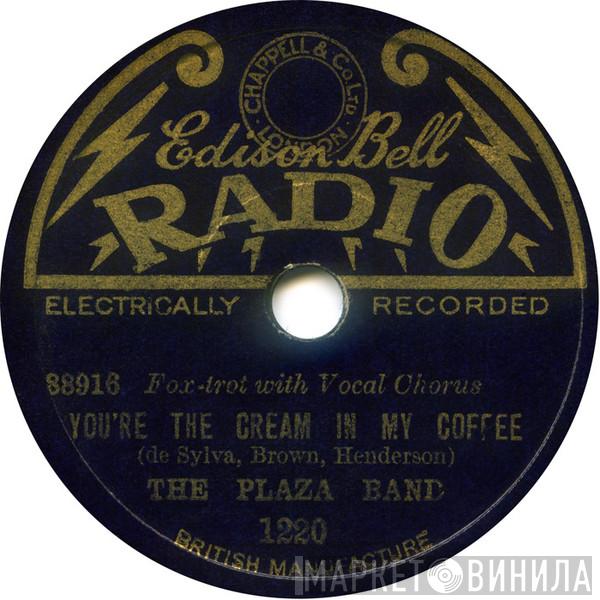 CHAPPELL & Co. LTD.
LONDON
Edison Bell
RADIO
ELECTRICALLY RECORDED
88916 Fox-trot with Vocal Chorus
YOU'RE THE CREAM IN MY COFFEE
(de Sylva, Brown, Henderson)
THE PLAZA BAND
1220
BRITISH MANUFACTURE
МАРКЕТ ВИНИЛА